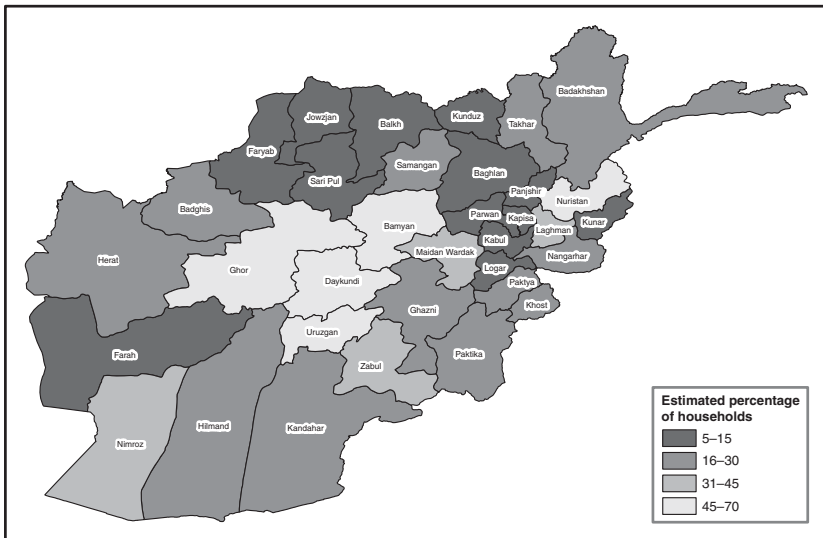 Badakhshan
Jowzjan
Balkh
Kunduz
Takhar
Faryab
Samangan
Baghlan
Sari Pul
Panjshir
Nuristan
Badghis
Parwan
Kapisa
Kunar
Bamyan
Laghman
Kabul
Maidan Wardak
Nangarhar
Herat
Ghor
Logar
Daykundi
Paktya
Khost
Ghazni
Uruzgan
Farah
Paktika
Zabul
Hilmand
Kandahar
Nimroz
Estimated percentage
of households
5–15
16–30
31–45
45–70